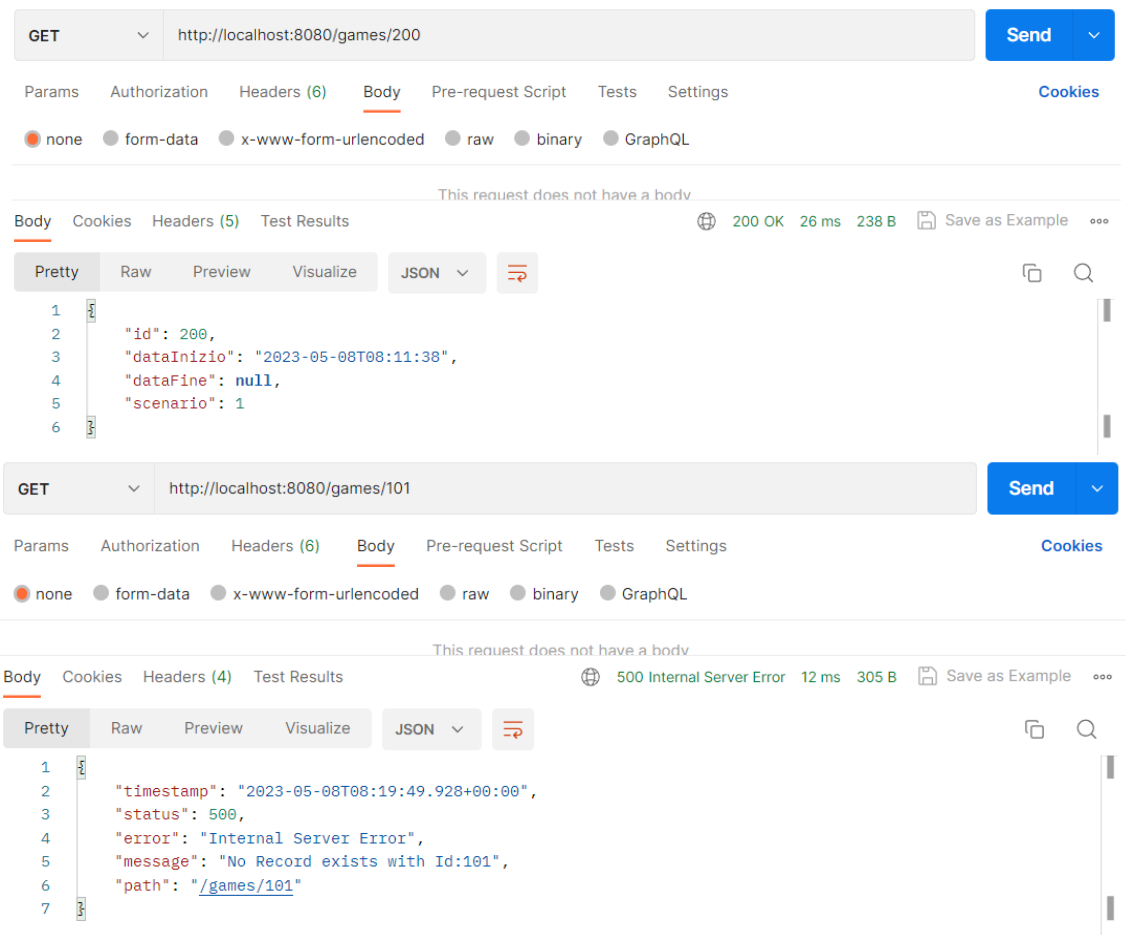 GET http://localhost:8080/games/200 Send
Params Authorization Headers (6) Body Pre-request Script Tests Settings Cookies
none form-data x-www-form-urlencoded raw binary GraphQL
This request does not have a body
Body Cookies Headers (5) Test Results 200 OK 26 ms 238 B Save as Example
Pretty Raw Preview Visualize JSON
1 {
2 "id": 200,
3 "dataInizio": "2023-05-08T08:11:38",
4 "dataFine": null,
5 "scenario": 1
6 }
GET http://localhost:8080/games/101 Send
Params Authorization Headers (6) Body Pre-request Script Tests Settings Cookies
none form-data x-www-form-urlencoded raw binary GraphQL
This request does not have a body
Body Cookies Headers (4) Test Results 500 Internal Server Error 12 ms 305 B Save as Example
Pretty Raw Preview Visualize JSON
1 {
2 "timestamp": "2023-05-08T08:19:49.928+00:00",
3 "status": 500,
4 "error": "Internal Server Error",
5 "message": "No Record exists with Id:101",
6 "path": "/games/101"
7 }